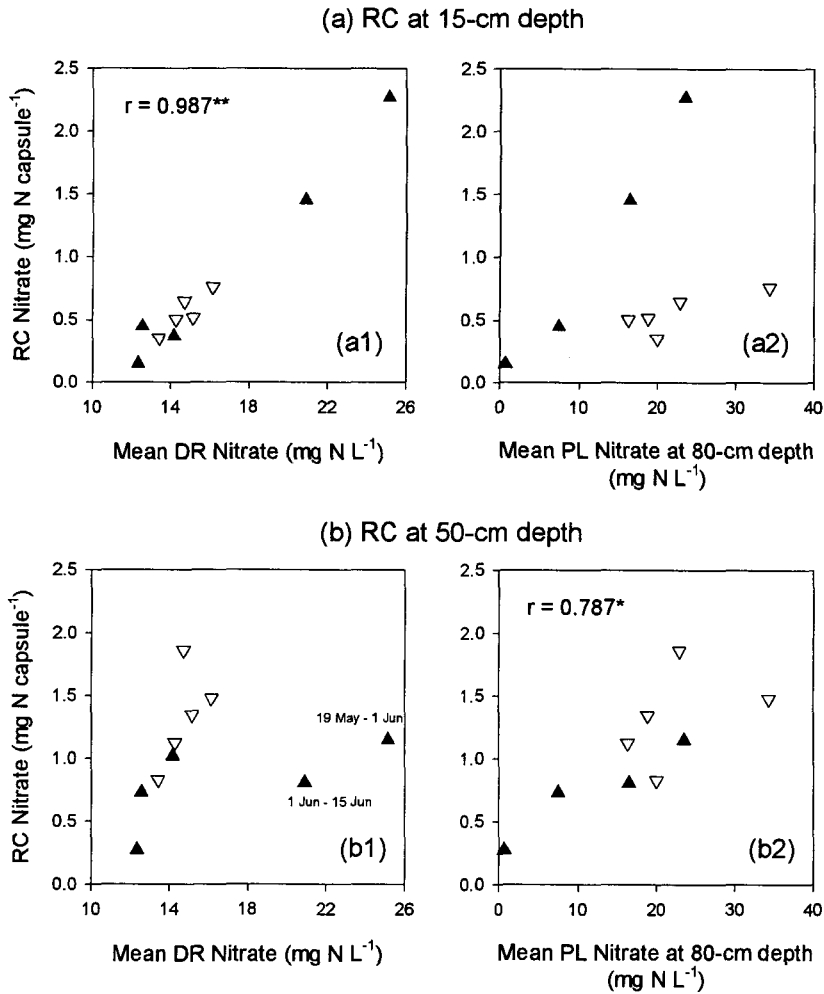 (a) RC at 15-cm depth
RC Nitrate (mg N capsule⁻¹)
2.5
2.0
1.5
1.0
0.5
0.0
r = 0.987**
(a1)
10 14 18 22 26
Mean DR Nitrate (mg N L⁻¹)
2.5
2.0
1.5
1.0
0.5
0.0
(a2)
0 10 20 30 40
Mean PL Nitrate at 80-cm depth
(mg N L⁻¹)
(b) RC at 50-cm depth
RC Nitrate (mg N capsule⁻¹)
2.5
2.0
1.5
1.0
0.5
0.0
19 May - 1 Jun
1 Jun - 15 Jun
(b1)
10 14 18 22 26
Mean DR Nitrate (mg N L⁻¹)
2.5
2.0
1.5
1.0
0.5
0.0
r = 0.787*
(b2)
0 10 20 30 40
Mean PL Nitrate at 80-cm depth
(mg N L⁻¹)